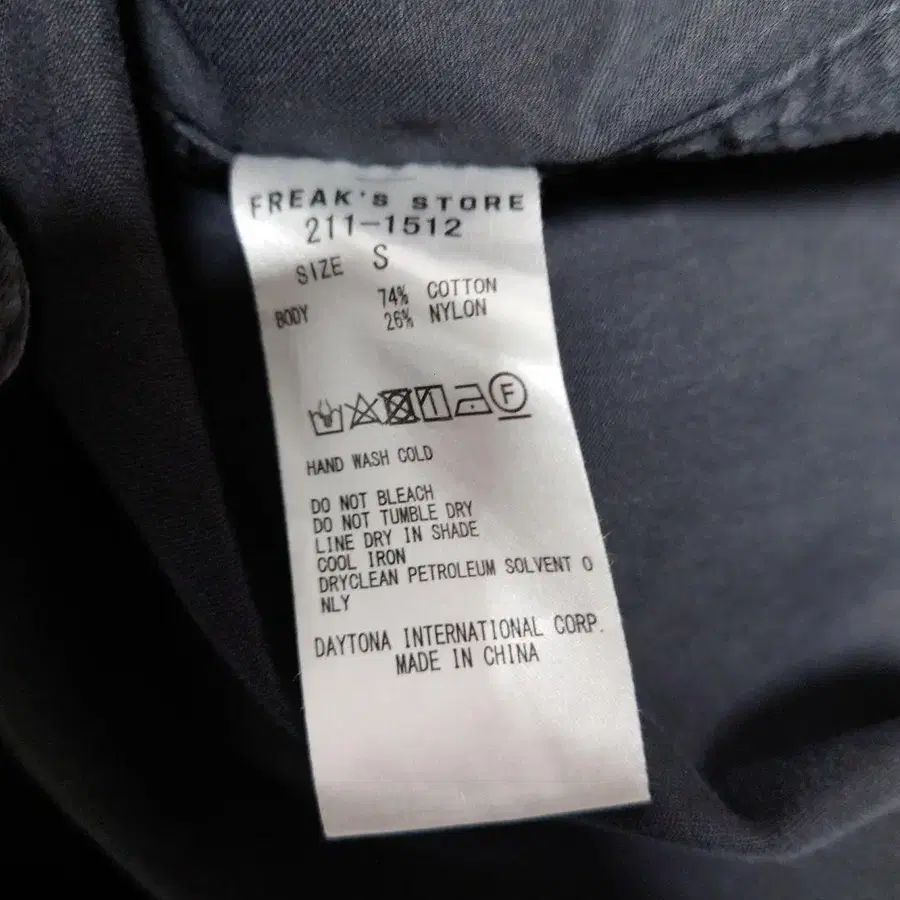 FREAK'S STORE
211-1512
SIZE S
BODY 74% COTTON
26% NYLON
F
HAND WASH COLD
DO NOT BLEACH
DO NOT TUMBLE DRY
LINE DRY IN SHADE
COOL IRON
DRYCLEAN PETROLEUM SOLVENT O
NLY
DAYTONA INTERNATIONAL CORP.
MADE IN CHINA